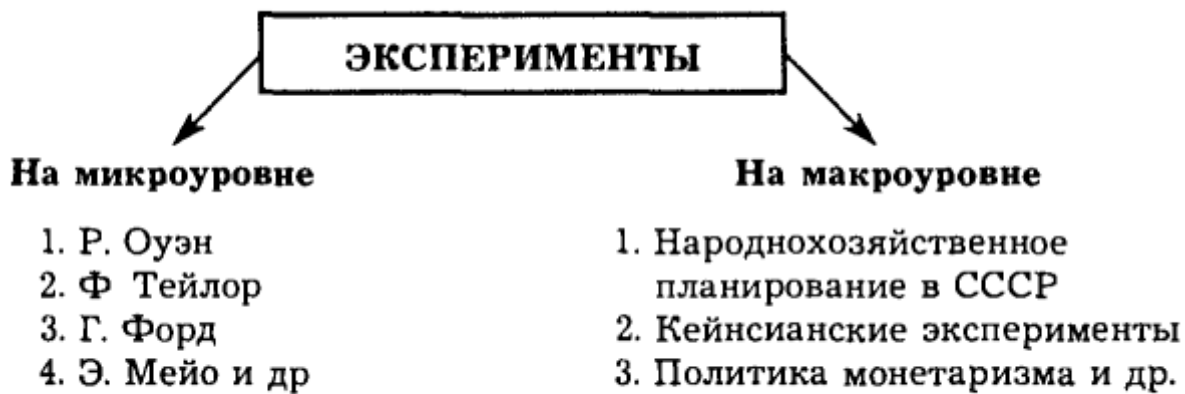 ЭКСПЕРИМЕНТЫ
На микроуровне
1. Р. Оуэн
2. Ф Тейлор
3. Г. Форд
4. Э. Мейо и др
На макроуровне
1. Народнохозяйственное
планирование в СССР
2. Кейнсианские эксперименты
3. Политика монетаризма и др.